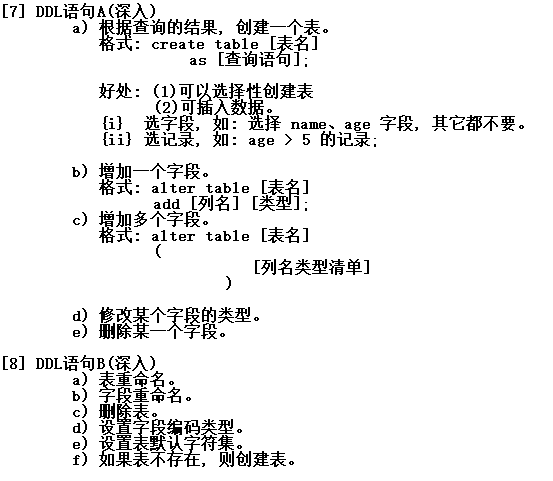 [7] DDL语句A(深入)
a) 根据查询的结果, 创建一个表。
格式: create table [表名]
as [查询语句];
好处: (1)可以选择性创建表
(2)可插入数据。
{i} 选字段, 如: 选择 name、age 字段, 其它都不要。
{ii} 选记录, 如: age > 5 的记录;
b) 增加一个字段。
格式: alter table [表名]
add [列名] [类型];
c) 增加多个字段。
格式: alter table [表名]
(
[列名类型清单]
)
d) 修改某个字段的类型。
e) 删除某一个字段。
[8] DDL语句B(深入)
a) 表重命名。
b) 字段重命名。
c) 删除表。
d) 设置字段编码类型。
e) 设置表默认字符集。
f) 如果表不存在, 则创建表。